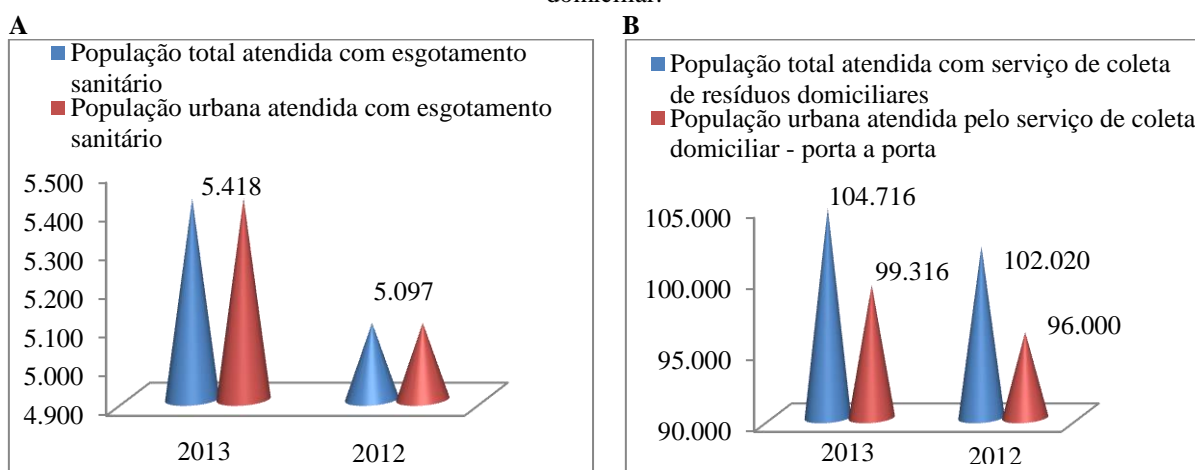 domiciliar.
A
População total atendida com esgotamento
sanitário
População urbana atendida com esgotamento
sanitário
5.500
5.400
5.300
5.200
5.100
5.000
4.900
5.418
5.097
2013
2012
B
População total atendida com serviço de coleta
de resíduos domiciliares
População urbana atendida pelo serviço de coleta
domiciliar - porta a porta
105.000
100.000
95.000
90.000
104.716
99.316
102.020
96.000
2013
2012